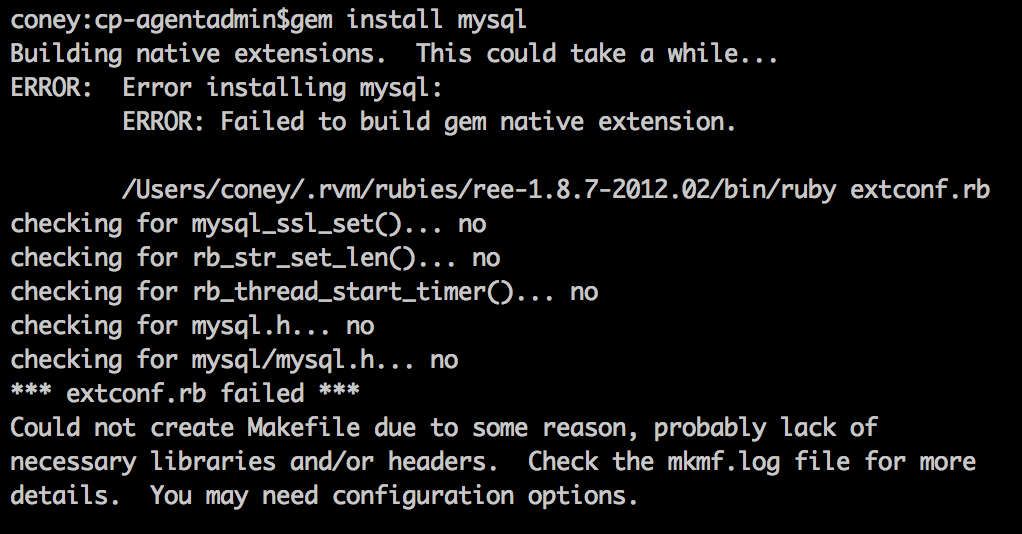 coney:cp-agentadmin$gem install mysql
Building native extensions.  This could take a while...
ERROR:  Error installing mysql:
        ERROR: Failed to build gem native extension.

        /Users/coney/.rvm/rubies/ree-1.8.7-2012.02/bin/ruby extconf.rb
checking for mysql_ssl_set()... no
checking for rb_str_set_len()... no
checking for rb_thread_start_timer()... no
checking for mysql.h... no
checking for mysql/mysql.h... no
*** extconf.rb failed ***
Could not create Makefile due to some reason, probably lack of
necessary libraries and/or headers.  Check the mkmf.log file for more
details.  You may need configuration options.